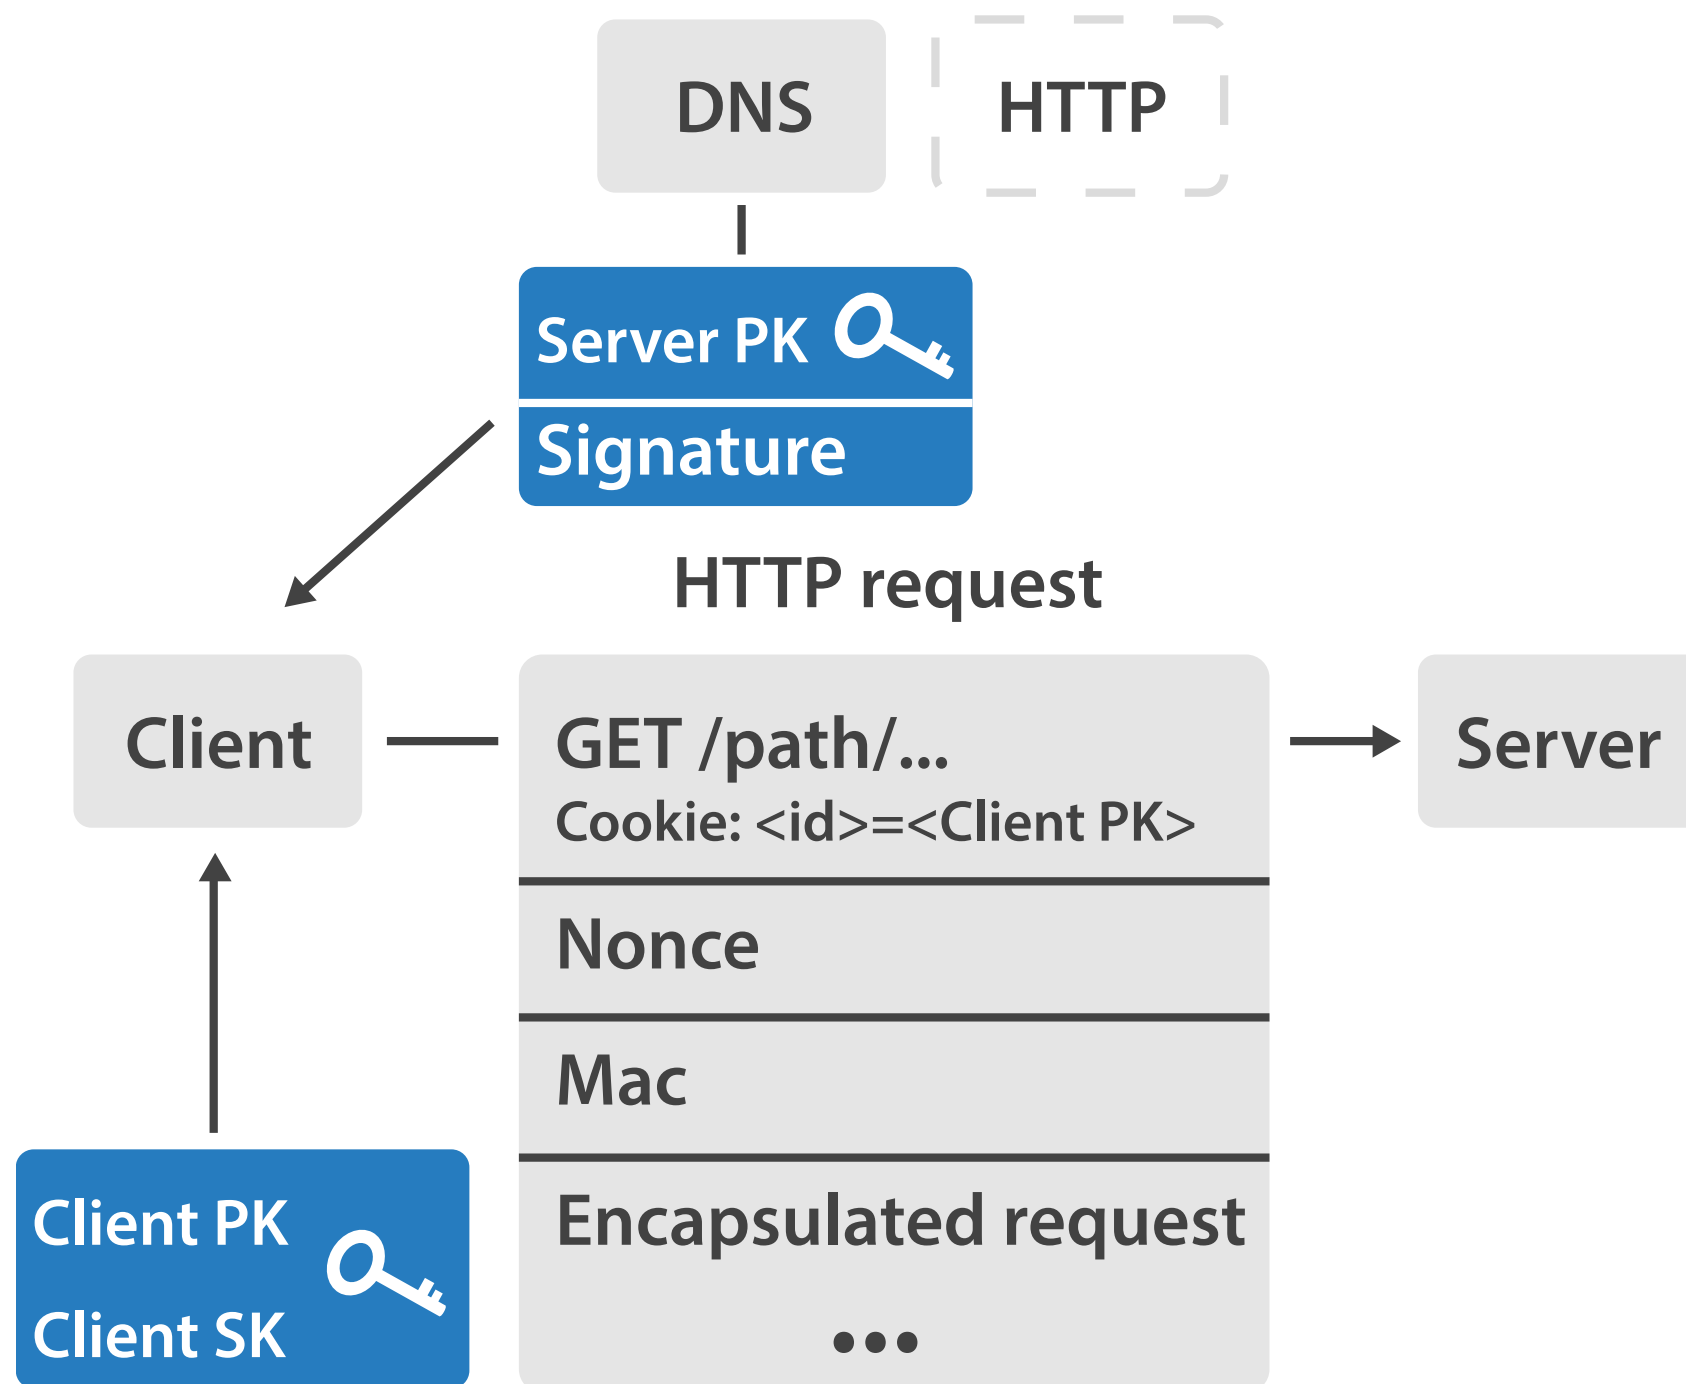 DNS
HTTP
Server PK
Signature
HTTP request
Client
GET /path/...
Cookie: <id>=<Client PK>
Server
Nonce
Mac
Encapsulated request
...
Client PK
Client SK